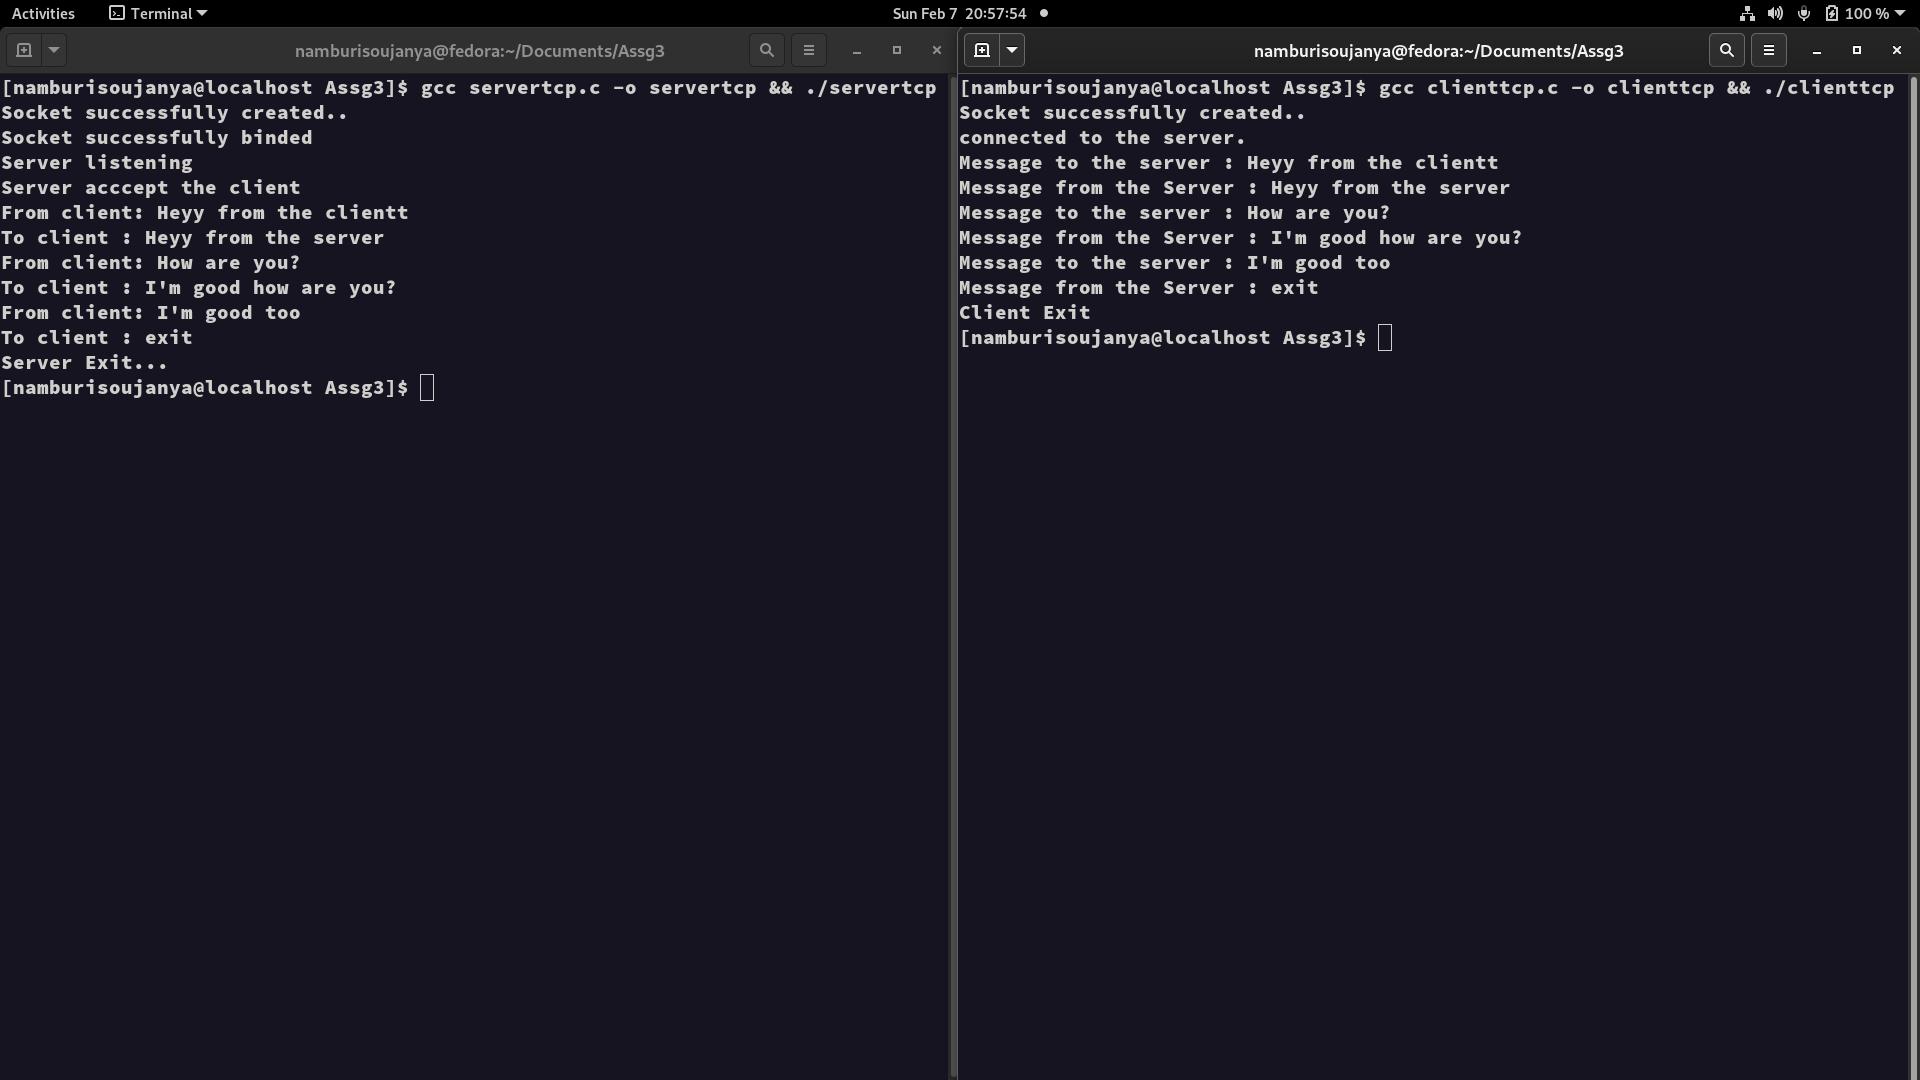 Activities
Terminal
Sun Feb 7 20:57:54
100 %
namburisoujanya@fedora:~/Documents/Assg3
[namburisoujanya@localhost Assg3]$ gcc servertcp.c -o servertcp && ./servertcp
Socket successfully created..
Socket successfully binded
Server listening
Server acccept the client
From client: Heyy from the clientt
To client : Heyy from the server
From client: How are you?
To client : I'm good how are you?
From client: I'm good too
To client : exit
Server Exit...
[namburisoujanya@localhost Assg3]$
namburisoujanya@fedora:~/Documents/Assg3
[namburisoujanya@localhost Assg3]$ gcc clienttcp.c -o clienttcp && ./clienttcp
Socket successfully created..
connected to the server.
Message to the server : Heyy from the clientt
Message from the Server : Heyy from the server
Message to the server : How are you?
Message from the Server : I'm good how are you?
Message to the server : I'm good too
Message from the Server : exit
Client Exit
[namburisoujanya@localhost Assg3]$